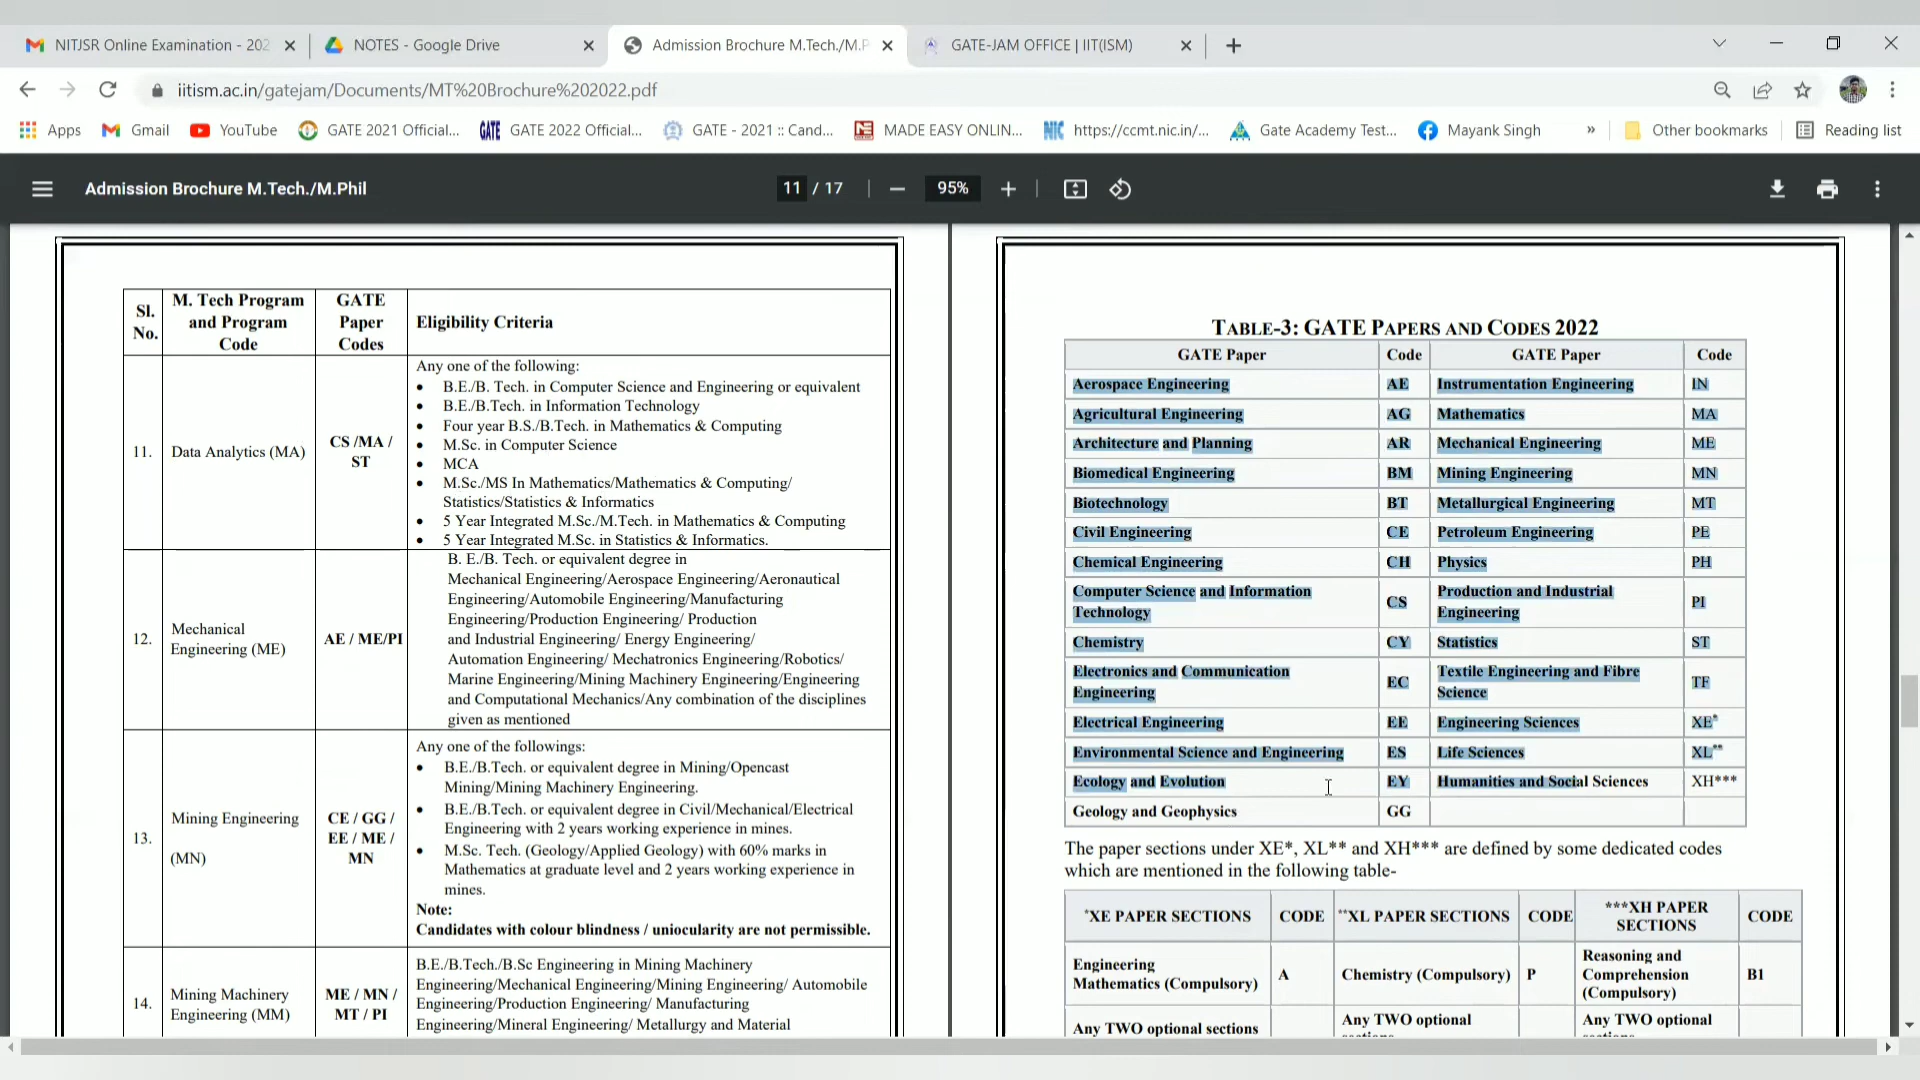 NITJSR Online Examination - 202
NOTES - Google Drive
Admission Brochure M.Tech./M.P
GATE-JAM OFFICE | IIT(ISM)
iitism.ac.in/gatejam/Documents/MT%20Brochure%202022.pdf
Apps
Gmail
YouTube
GATE 2021 Official...
GATE
GATE 2022 Official...
GATE - 2021 :: Cand...
MADE EASY ONLIN...
NIC
https://ccmt.nic.in/...
Gate Academy Test...
Mayank Singh
»
Other bookmarks
Reading list
Admission Brochure M.Tech./M.Phil
11 / 17
95%
Sl.
No.
M. Tech Program
and Program
Code
GATE
Paper
Codes
Eligibility Criteria
11.
Data Analytics (MA)
CS /MA /
ST
Any one of the following:
• B.E./B. Tech. in Computer Science and Engineering or equivalent
• B.E./B.Tech. in Information Technology
• Four year B.S./B.Tech. in Mathematics & Computing
• M.Sc. in Computer Science
• MCA
• M.Sc./MS In Mathematics/Mathematics & Computing/
Statistics/Statistics & Informatics
• 5 Year Integrated M.Sc./M.Tech. in Mathematics & Computing
• 5 Year Integrated M.Sc. in Statistics & Informatics.
12.
Mechanical
Engineering (ME)
AE / ME/PI
B. E./B. Tech. or equivalent degree in
Mechanical Engineering/Aerospace Engineering/Aeronautical
Engineering/Automobile Engineering/Manufacturing
Engineering/Production Engineering/ Production
and Industrial Engineering/ Energy Engineering/
Automation Engineering/ Mechatronics Engineering/Robotics/
Marine Engineering/Mining Machinery Engineering/Engineering
and Computational Mechanics/Any combination of the disciplines
given as mentioned
13.
Mining Engineering
(MN)
CE / GG /
EE / ME /
MN
Any one of the followings:
• B.E./B.Tech. or equivalent degree in Mining/Opencast
Mining/Mining Machinery Engineering.
• B.E./B.Tech. or equivalent degree in Civil/Mechanical/Electrical
Engineering with 2 years working experience in mines.
• M.Sc. Tech. (Geology/Applied Geology) with 60% marks in
Mathematics at graduate level and 2 years working experience in
mines.
Note:
Candidates with colour blindness / uniocularity are not permissible.
14.
Mining Machinery
Engineering (MM)
ME / MN /
MT / PI
B.E./B.Tech./B.Sc Engineering in Mining Machinery
Engineering/Mechanical Engineering/Mining Engineering/ Automobile
Engineering/Production Engineering/ Manufacturing
Engineering/Mineral Engineering/ Metallurgy and Material
TABLE-3: GATE PAPERS AND CODES 2022
GATE Paper Code GATE Paper Code
Aerospace Engineering AE Instrumentation Engineering IN
Agricultural Engineering AG Mathematics MA
Architecture and Planning AR Mechanical Engineering ME
Biomedical Engineering BM Mining Engineering MN
Biotechnology BT Metallurgical Engineering MT
Civil Engineering CE Petroleum Engineering PE
Chemical Engineering CH Physics PH
Computer Science and Information
Technology
CS
Production and Industrial
Engineering
PI
Chemistry CY Statistics ST
Electronics and Communication
Engineering
EC
Textile Engineering and Fibre
Science
TF
Electrical Engineering EE Engineering Sciences XE*
Environmental Science and Engineering ES Life Sciences XL**
Ecology and Evolution EY Humanities and Social Sciences XH***
Geology and Geophysics GG
The paper sections under XE*, XL** and XH*** are defined by some dedicated codes
which are mentioned in the following table-
*XE PAPER SECTIONS
CODE
**XL PAPER SECTIONS
CODE
***XH PAPER
SECTIONS
CODE
Engineering
Mathematics (Compulsory)
A
Chemistry (Compulsory)
P
Reasoning and
Comprehension
(Compulsory)
B1
Any TWO optional sections
Any TWO optional
Any TWO optional